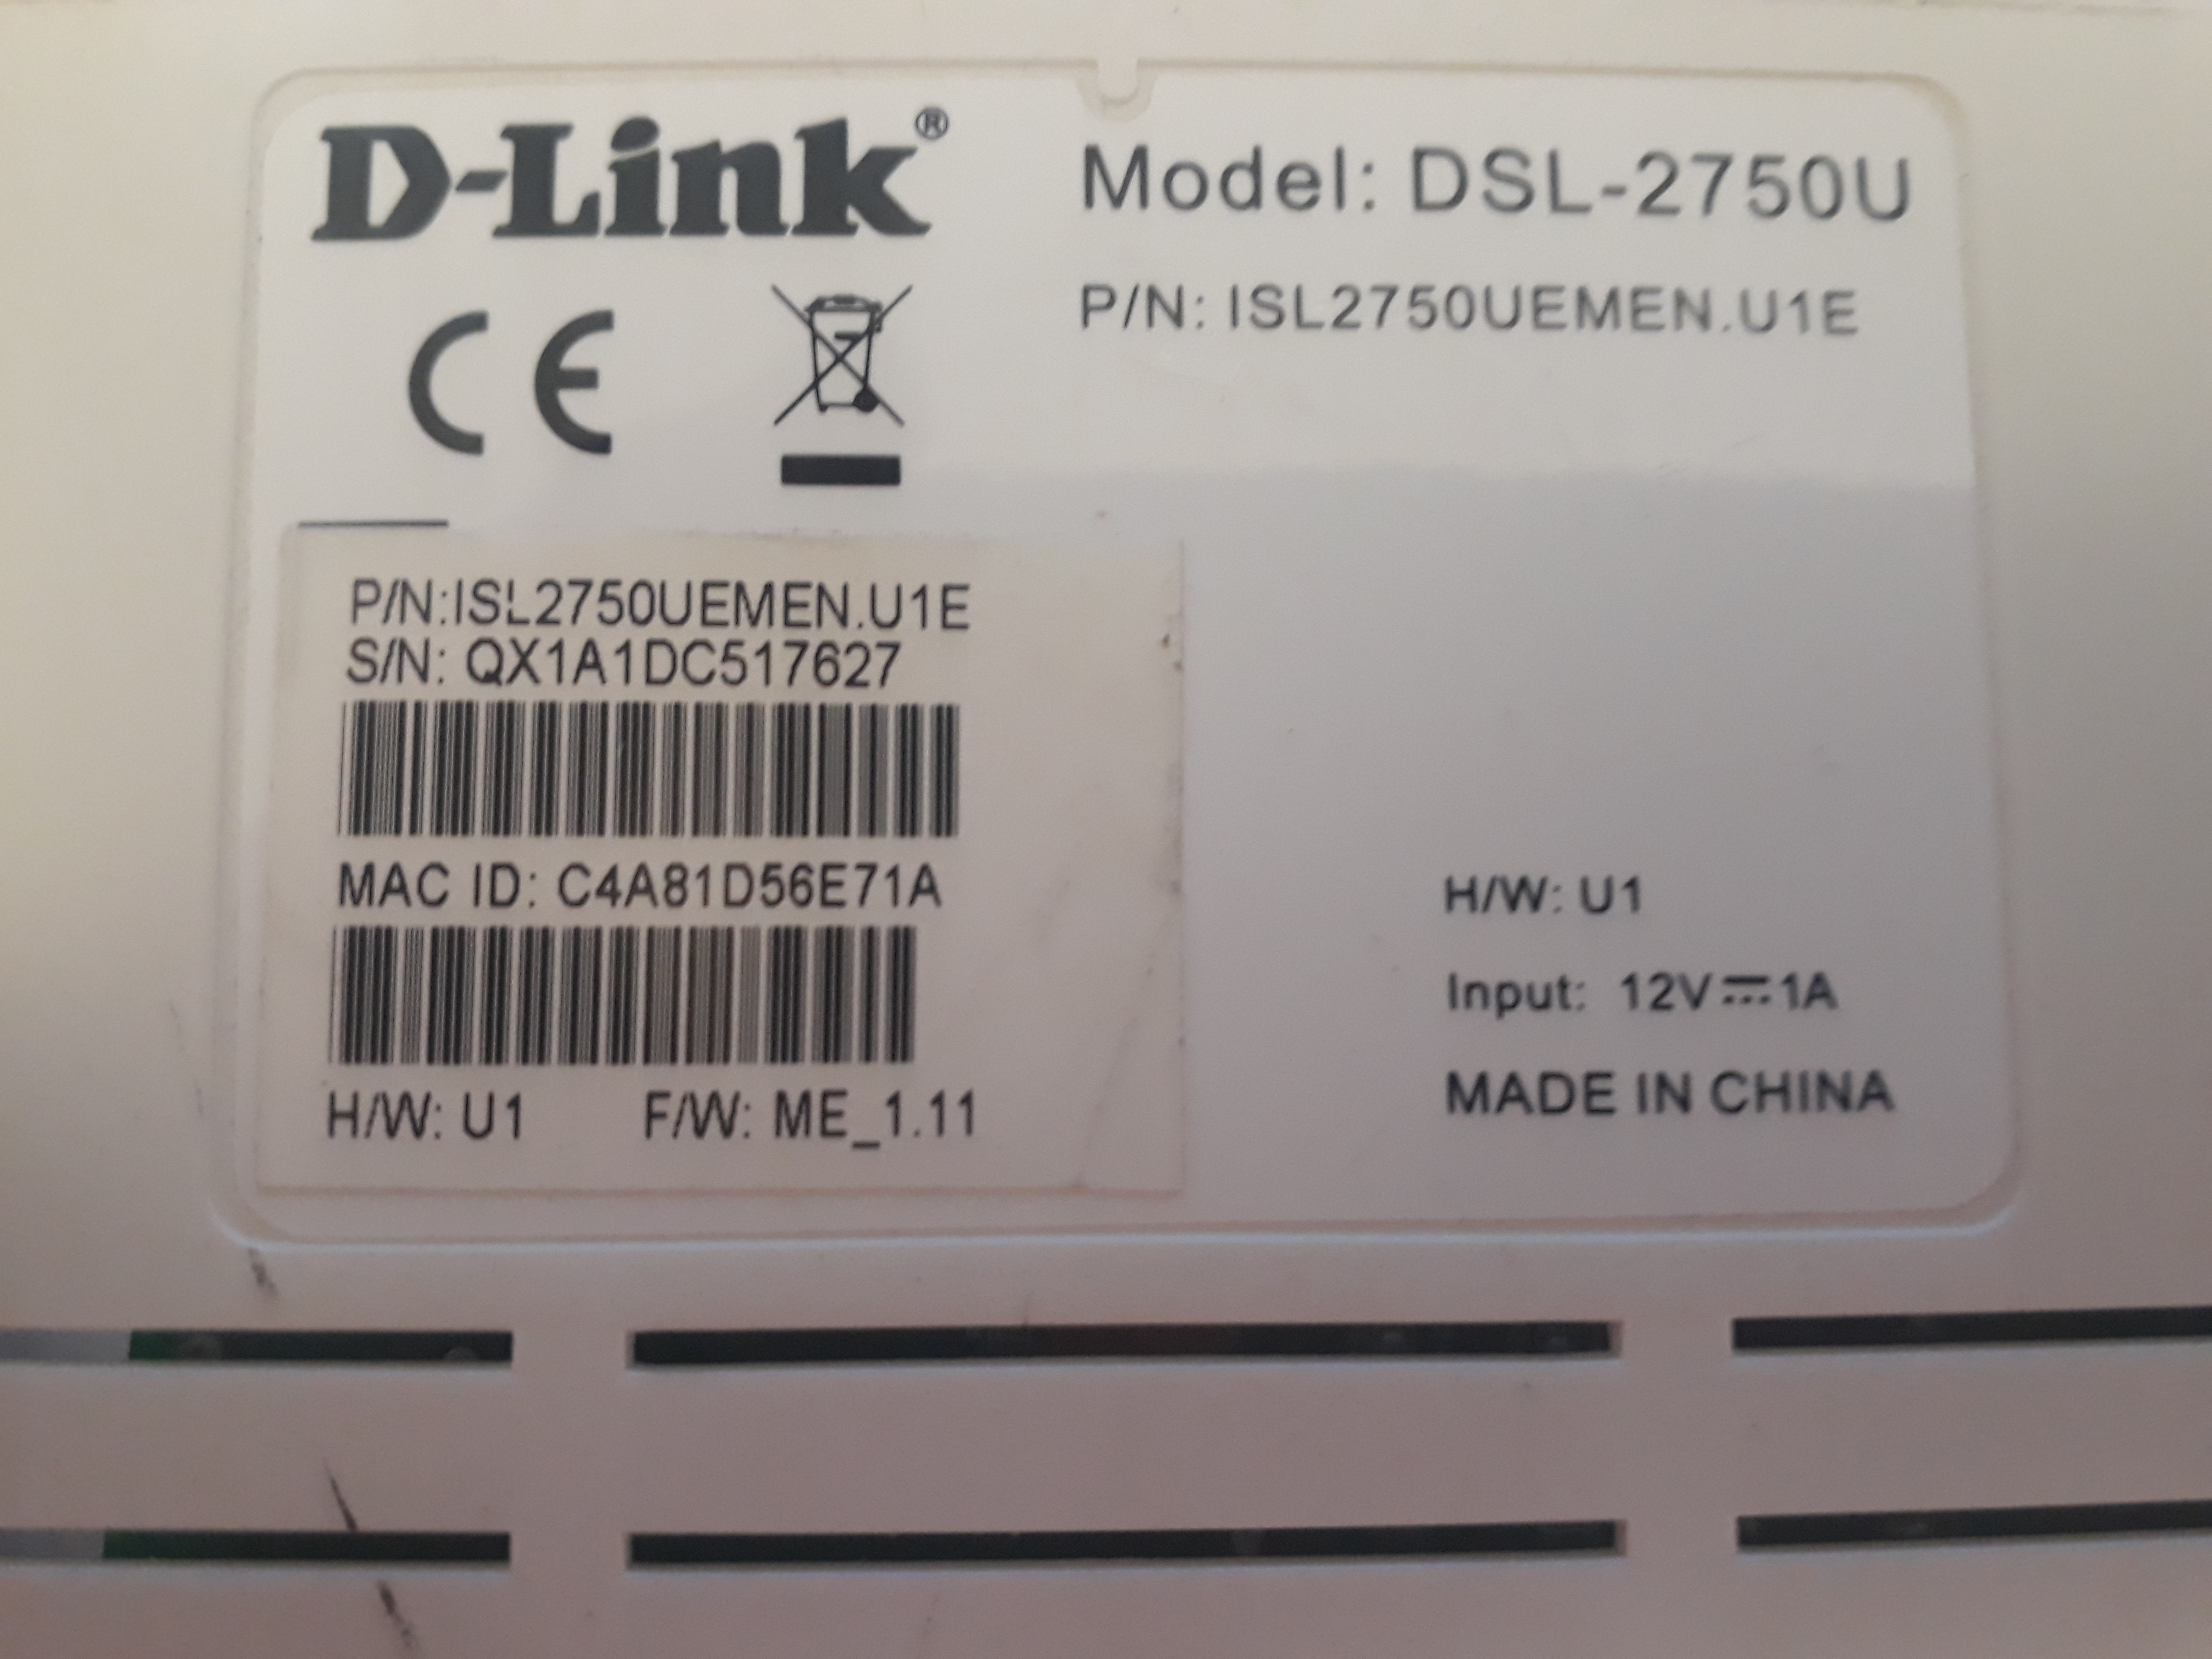 D-Link®
Model: DSL-2750U
P/N: ISL2750UEMEN.U1E
CE
P/N:ISL2750UEMEN.U1E
S/N: QX1A1DC517627
MAC ID: C4A81D56E71A
H/W: U1 F/W: ME_1.11
H/W: U1
Input: 12V⎓1A
MADE IN CHINA